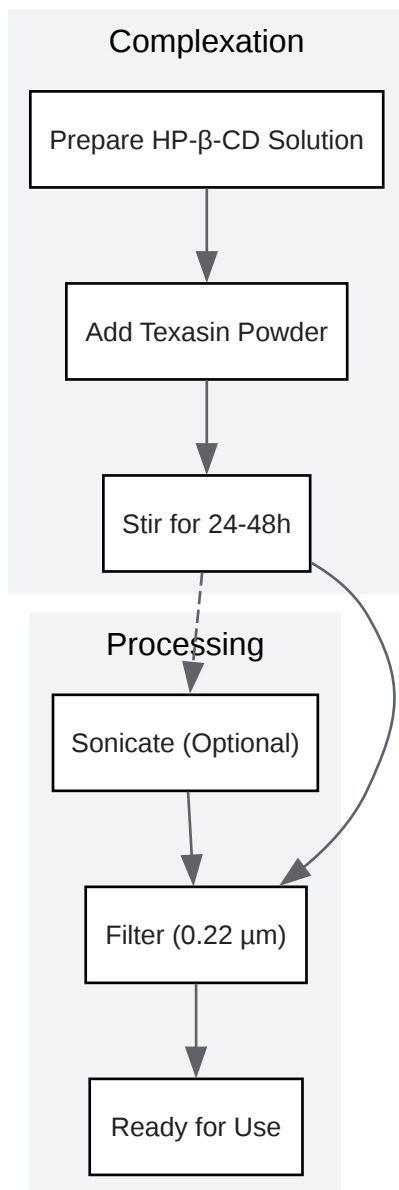 Complexation
Prepare HP-β-CD Solution
Add Texasin Powder
Stir for 24-48h
Processing
Sonicate (Optional)
Filter (0.22 µm)
Ready for Use